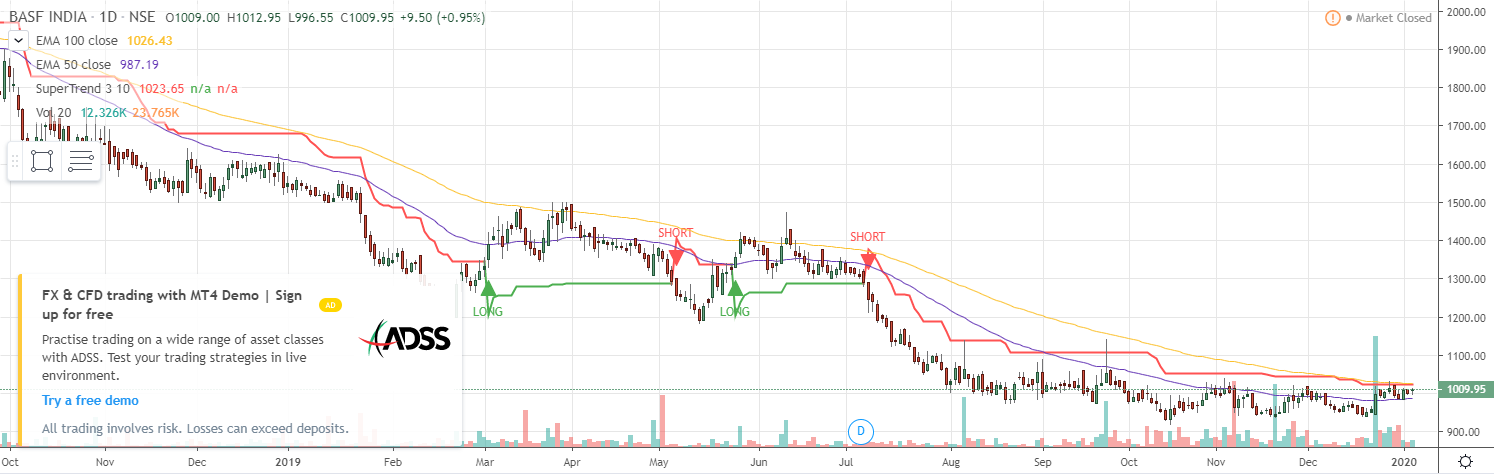 BASF INDIA · 1D · NSE O1009.00 H1012.95 L996.55 C1009.95 +9.50 (+0.95%)
Market Closed
EMA 100 close 1026.43
EMA 50 close 987.19
SuperTrend 3 10 1023.65 n/a n/a
Vol 20 12.326K 23.765K
2000.00
1900.00
1800.00
1700.00
1600.00
1500.00
1400.00
1300.00
1200.00
1100.00
1009.95
900.00
SHORT
SHORT
LONG
LONG
FX & CFD trading with MT4 Demo | Sign
up for free
AD
ADSS
Practise trading on a wide range of asset classes
with ADSS. Test your trading strategies in live
environment.
Try a free demo
All trading involves risk. Losses can exceed deposits.
D
Oct Nov Dec 2019 Feb Mar Apr May Jun Jul Aug Sep Oct Nov Dec 2020